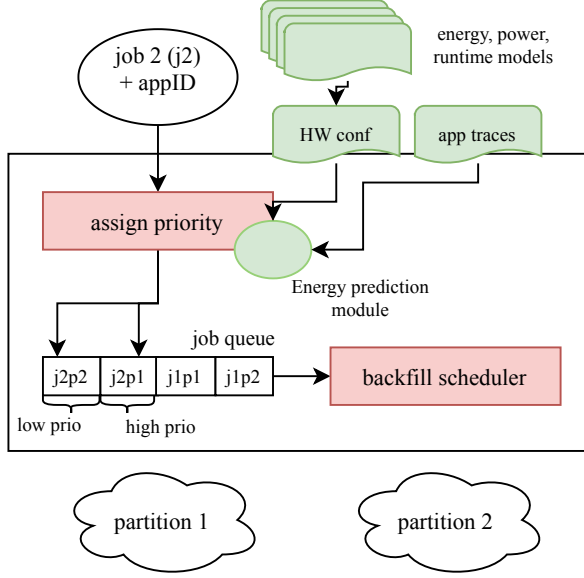 job 2 (j2)
+ appID
energy, power,
runtime models
HW conf
app traces
assign priority
Energy prediction
module
job queue
j2p2 j2p1 j1p1 j1p2
backfill scheduler
low prio
high prio
partition 1
partition 2